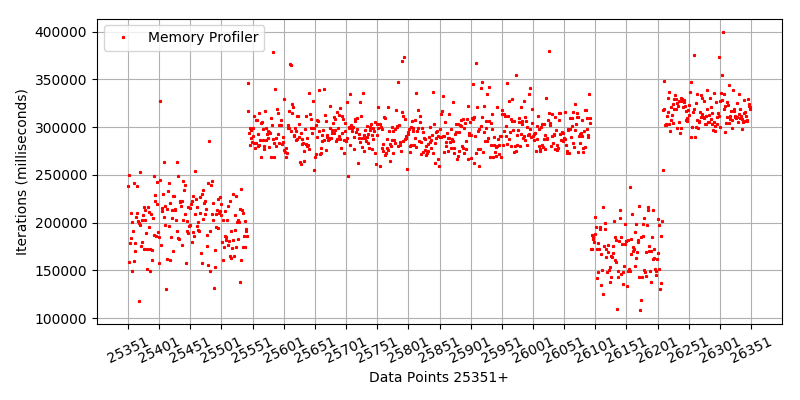 Memory Profiler
Iterations (milliseconds)
400000
350000
300000
250000
200000
150000
100000
25351 25401 25451 25501 25551 25601 25651 25701 25751 25801 25851 25901 25951 26001 26051 26101 26151 26201 26251 26301 26351
Data Points 25351+